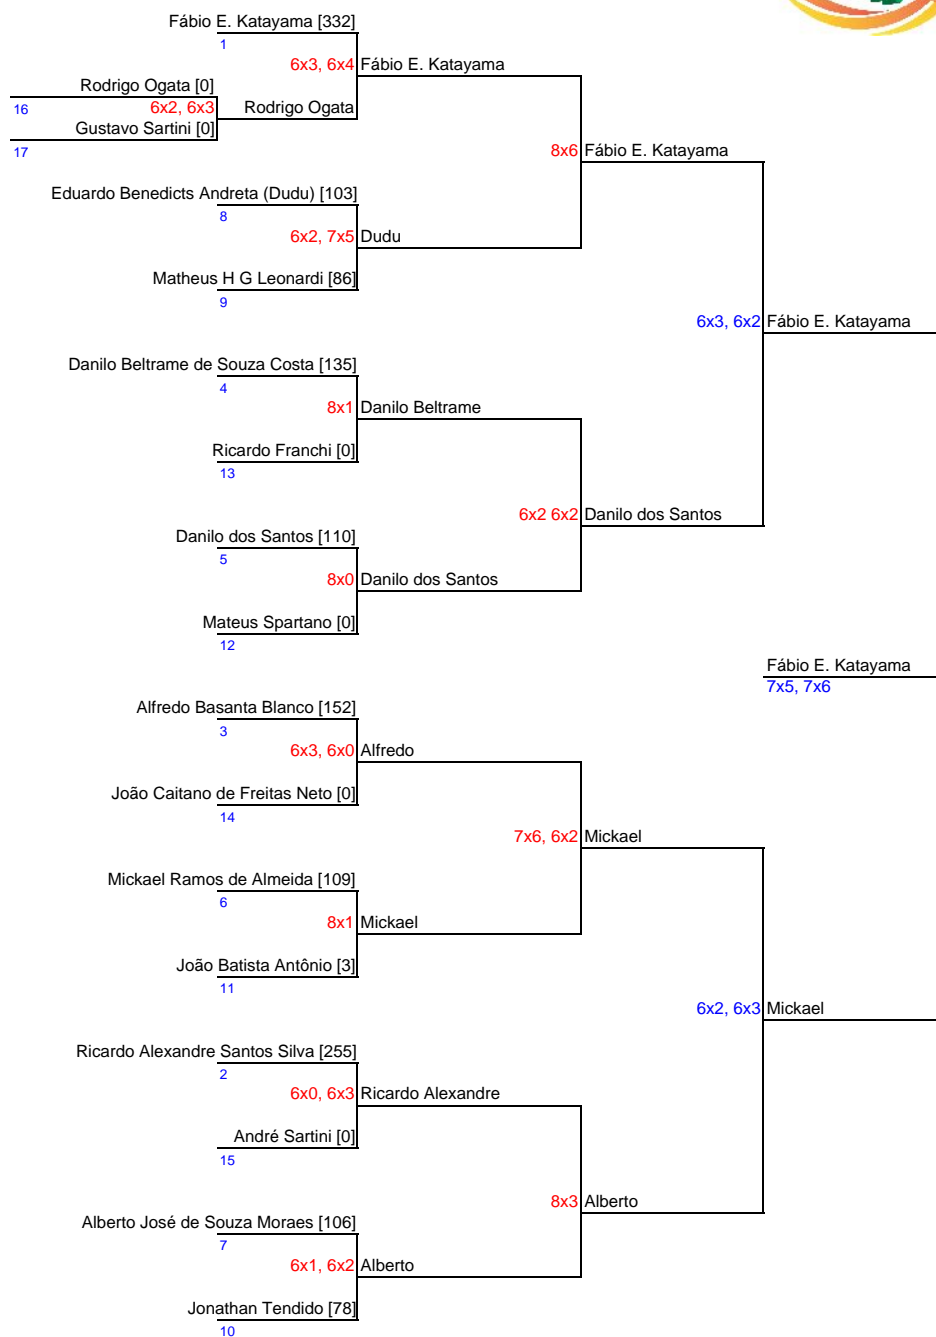 Fábio E. Katayama [332]
1
6x3, 6x4 Fábio E. Katayama
Rodrigo Ogata [0]
16 6x2, 6x3 Rodrigo Ogata
Gustavo Sartini [0]
17
8x6 Fábio E. Katayama
Eduardo Benedicts Andreta (Dudu) [103]
8
6x2, 7x5 Dudu
Matheus H G Leonardi [86]
9
6x3, 6x2 Fábio E. Katayama
Danilo Beltrame de Souza Costa [135]
4
8x1 Danilo Beltrame
Ricardo Franchi [0]
13
6x2 6x2 Danilo dos Santos
Danilo dos Santos [110]
5
8x0 Danilo dos Santos
Mateus Spartano [0]
12
Fábio E. Katayama
7x5, 7x6
Alfredo Basanta Blanco [152]
3
6x3, 6x0 Alfredo
João Caitano de Freitas Neto [0]
14
7x6, 6x2 Mickael
Mickael Ramos de Almeida [109]
6
8x1 Mickael
João Batista Antônio [3]
11
6x2, 6x3 Mickael
Ricardo Alexandre Santos Silva [255]
2
6x0, 6x3 Ricardo Alexandre
André Sartini [0]
15
8x3 Alberto
Alberto José de Souza Moraes [106]
7
6x1, 6x2 Alberto
Jonathan Tendido [78]
10